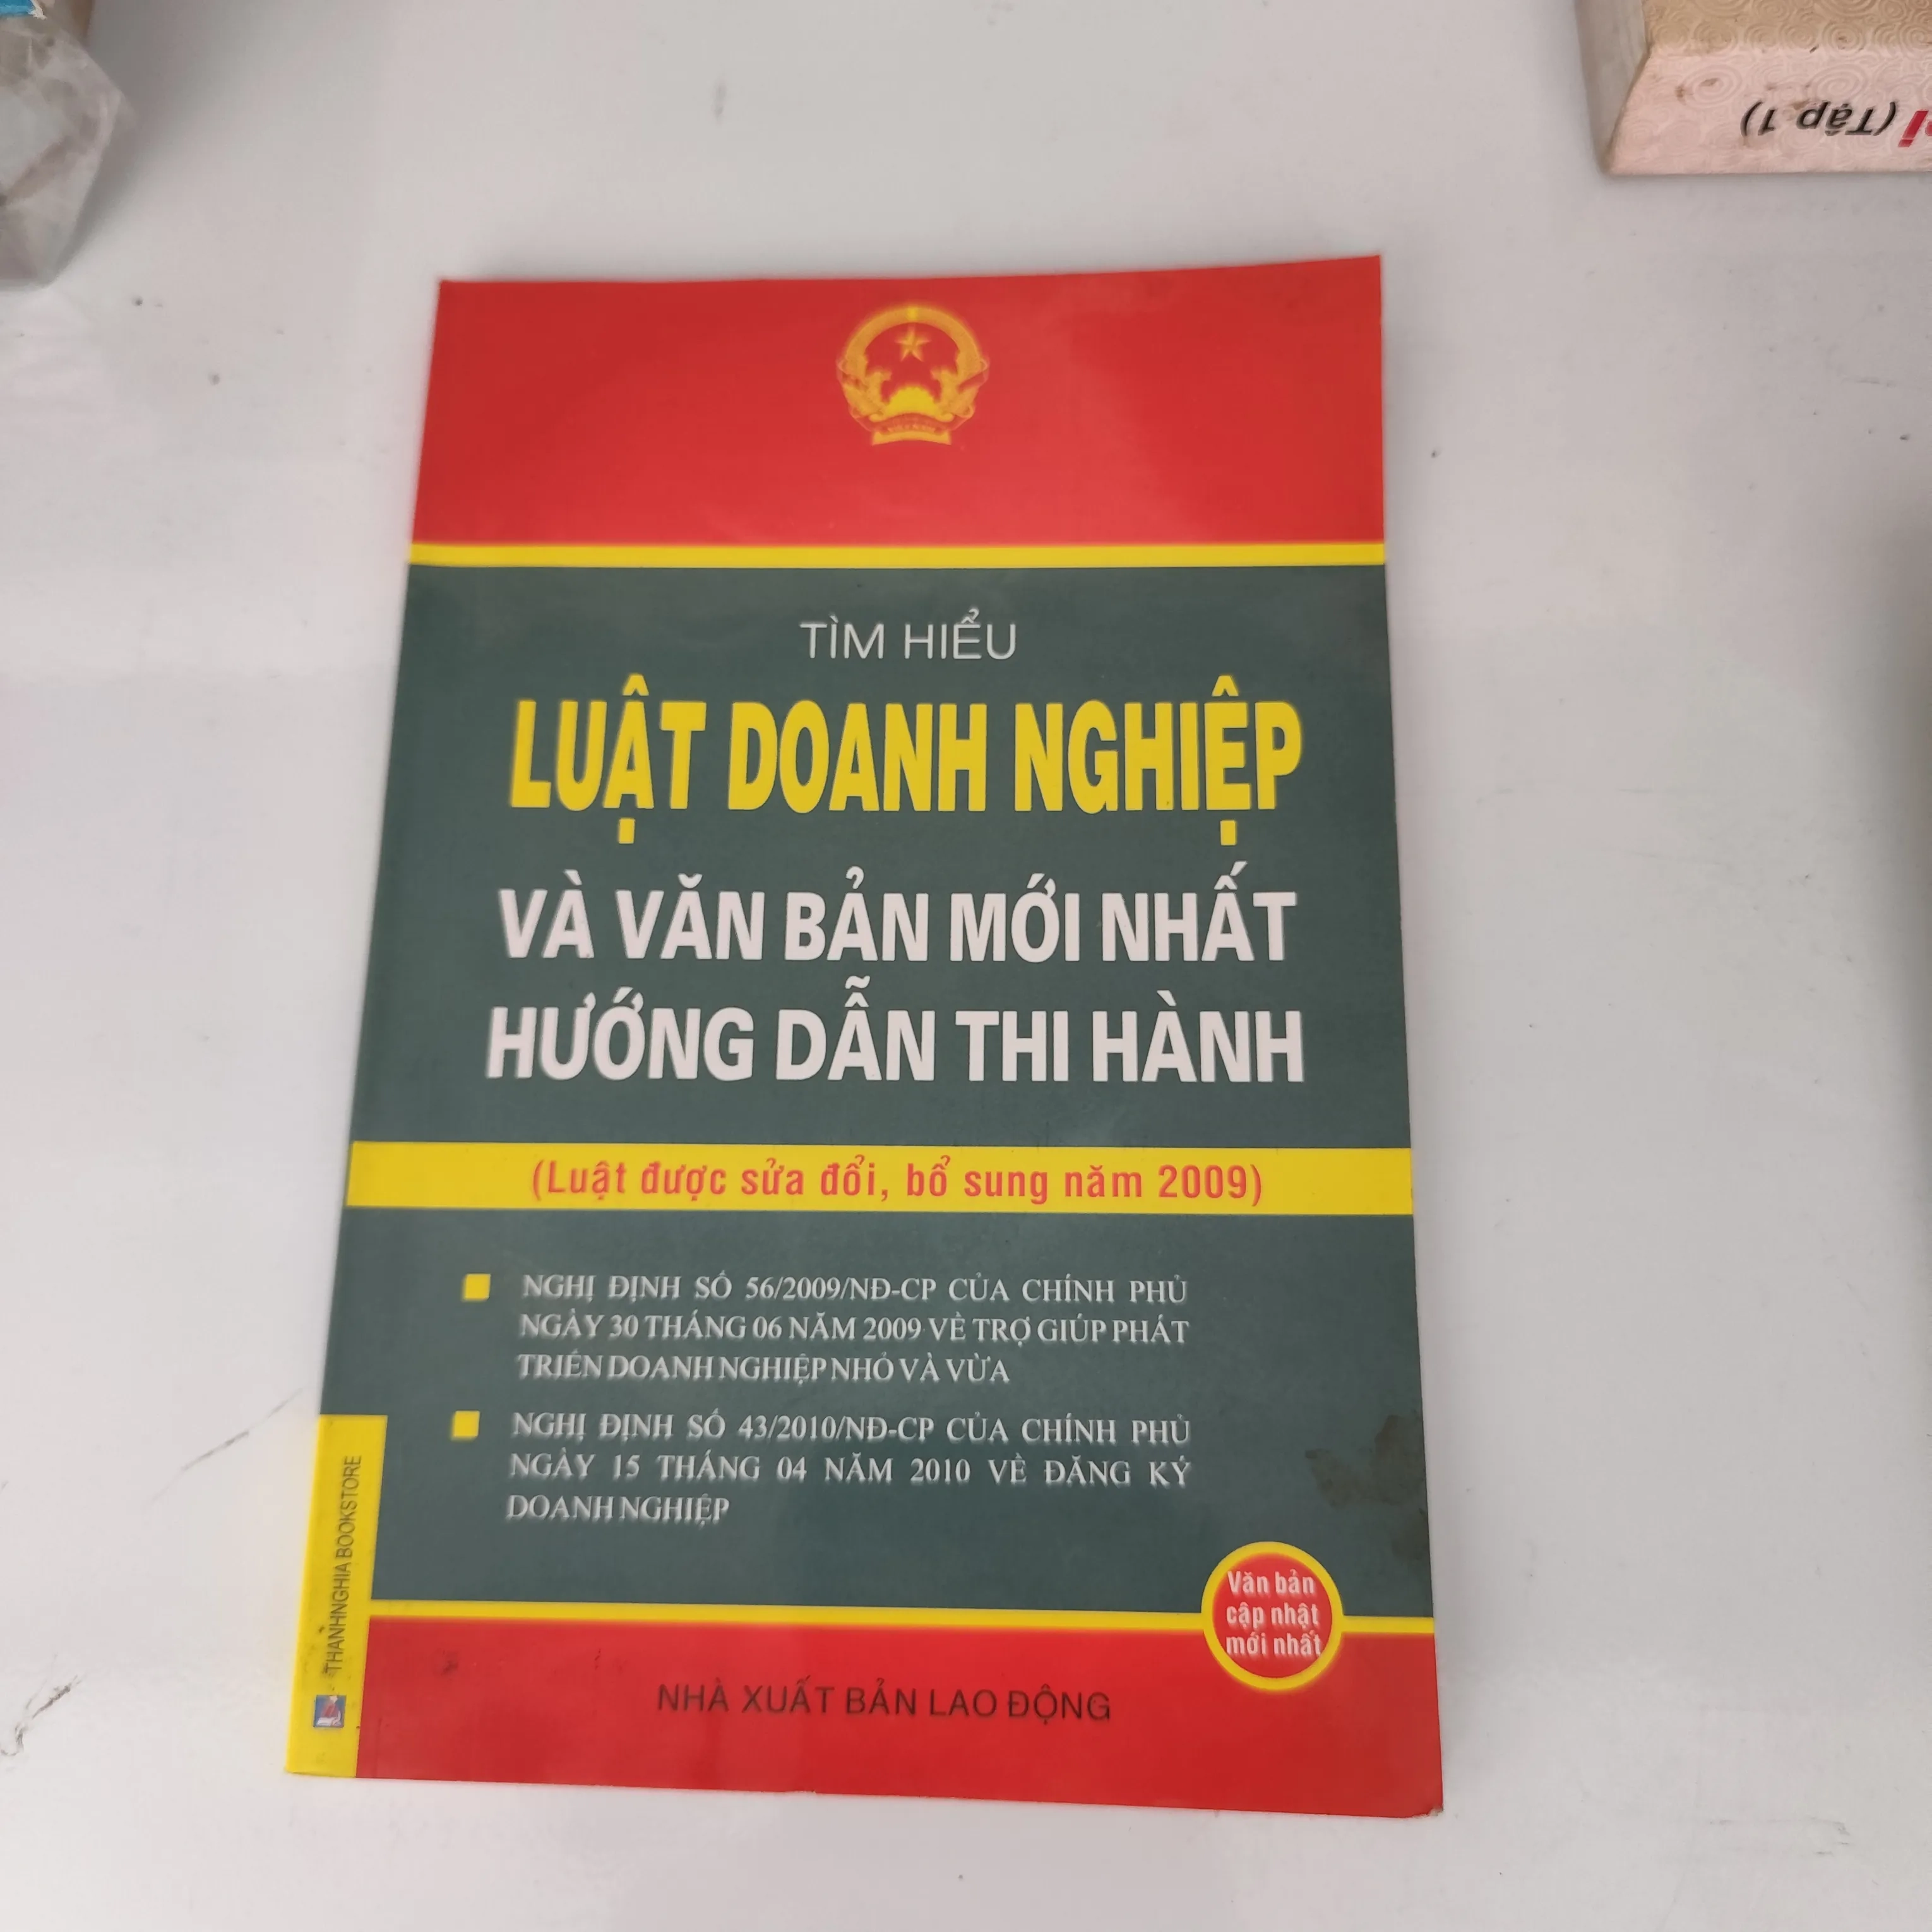 (Tập 1)
TÌM HIỂU
LUẬT DOANH NGHIỆP
VÀ VĂN BẢN MỚI NHẤT
HƯỚNG DẪN THI HÀNH
(Luật được sửa đổi, bổ sung năm 2009)
NGHỊ ĐỊNH SỐ 56/2009/NĐ-CP CỦA CHÍNH PHỦ
NGÀY 30 THÁNG 06 NĂM 2009 VỀ TRỢ GIÚP PHÁT
TRIỂN DOANH NGHIỆP NHỎ VÀ VỪA
NGHỊ ĐỊNH SỐ 43/2010/NĐ-CP CỦA CHÍNH PHỦ
NGÀY 15 THÁNG 04 NĂM 2010 VỀ ĐĂNG KÝ
DOANH NGHIỆP
THÀNHNGHIA BOOKSTORE
Văn bản
cập nhật
mới nhất
NHÀ XUẤT BẢN LAO ĐỘNG